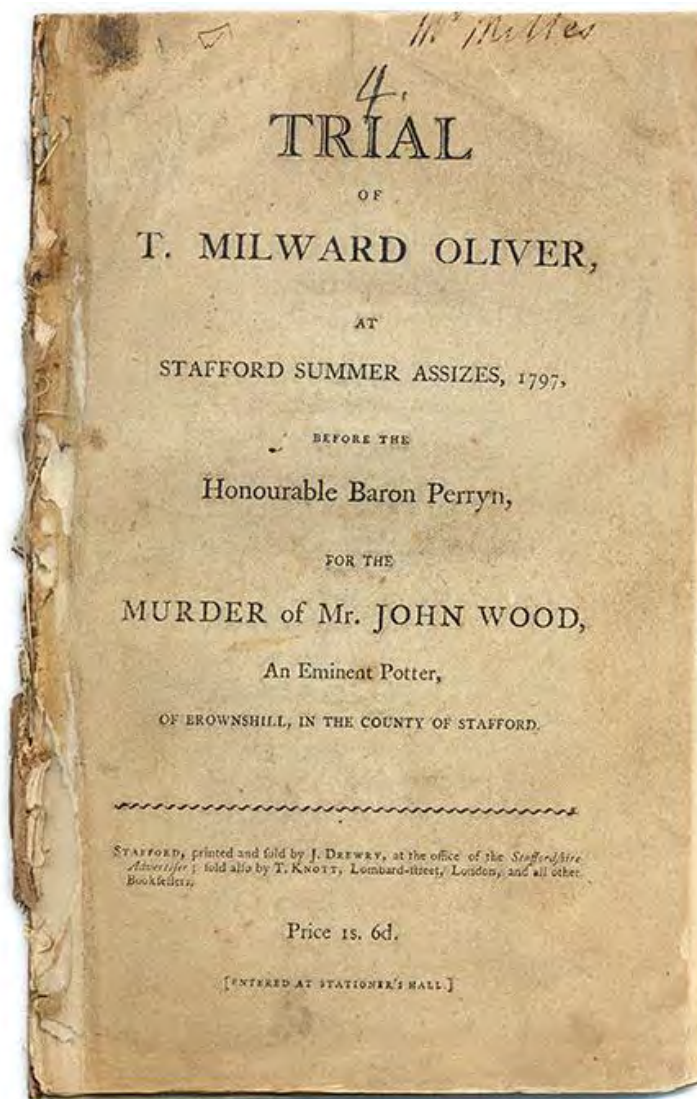 Mr Milles
4.
TRIAL
OF
T. MILWARD OLIVER,
AT
STAFFORD SUMMER ASSIZES, 1797,
BEFORE THE
Honourable Baron Perryn,
FOR THE
MURDER of Mr. JOHN WOOD,
An Eminent Potter,
OF BROWNSHILL, IN THE COUNTY OF STAFFORD.
STAFFORD, printed and ſold by J. DREWRY, at the office of the Staffordſhire
Advertiſer; ſold alſo by T. KNOTT, Lombard-ſtreet, London, and all other
Bookſellers,
Price 1s. 6d.
[ENTERED AT STATIONER'S HALL.]